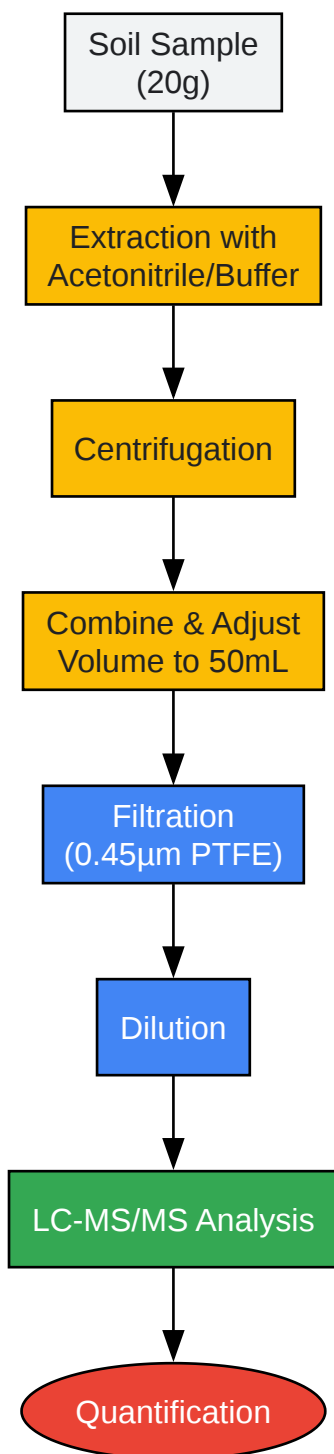 Soil Sample
(20g)
Extraction with
Acetonitrile/Buffer
Centrifugation
Combine & Adjust
Volume to 50mL
Filtration
(0.45µm PTFE)
Dilution
LC-MS/MS Analysis
Quantification